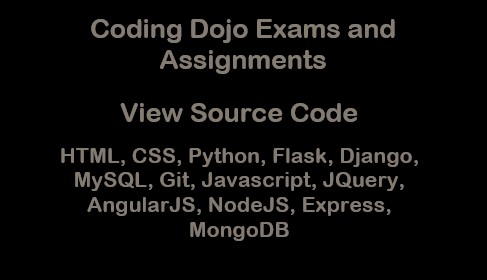 Coding Dojo Exams and
Assignments
View Source Code
HTML, CSS, Python, Flask, Django,
MySQL, Git, Javascript, JQuery,
AngularJS, NodeJS, Express,
MongoDB